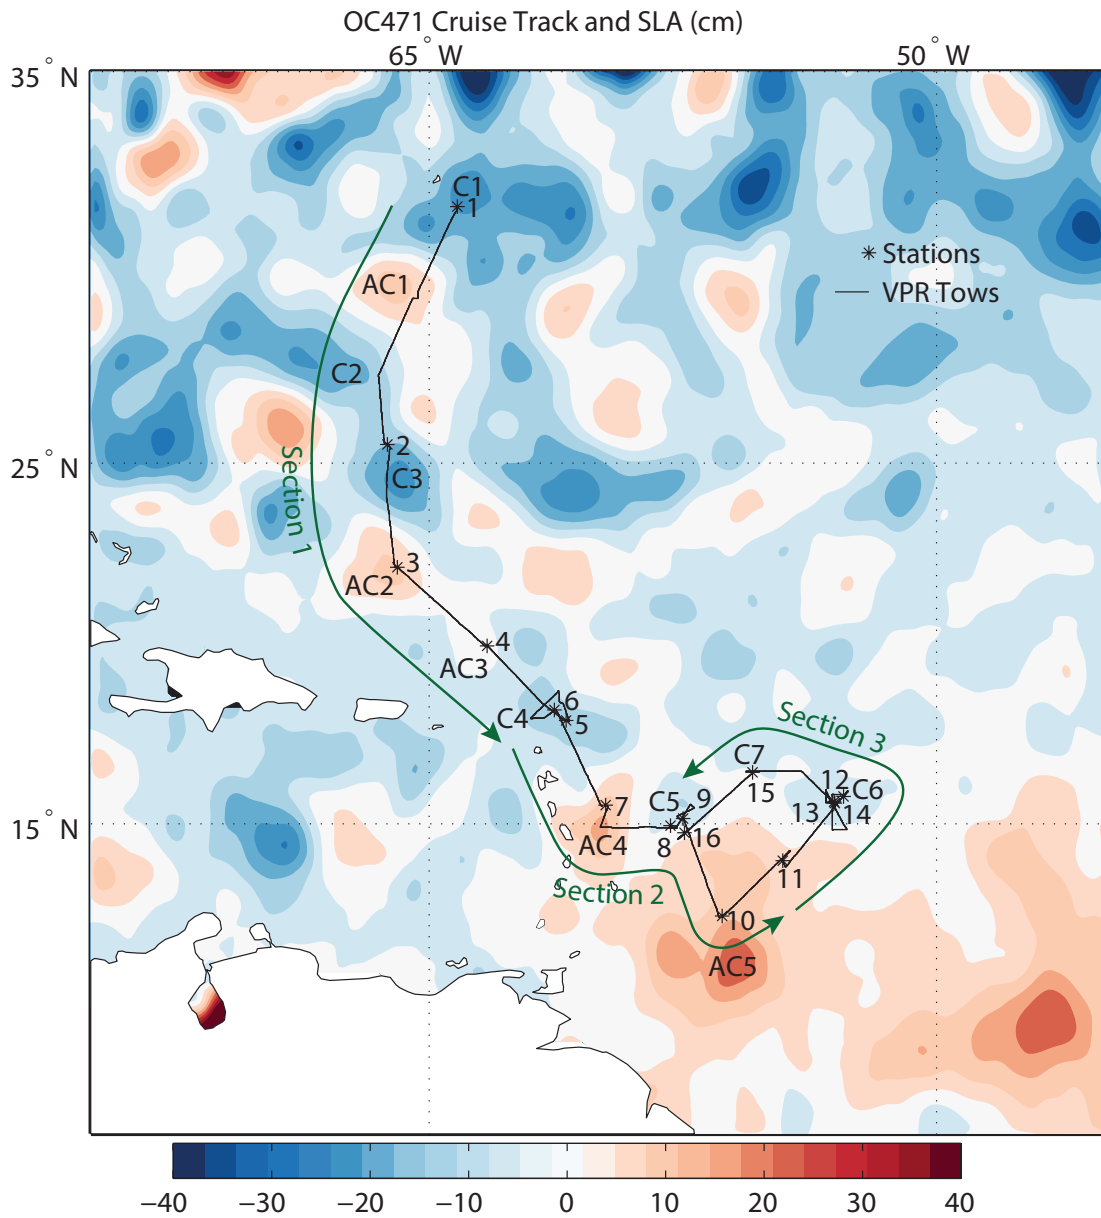 OC471 Cruise Track and SLA (cm)
65° W
50° W
35° N
C1
1
Stations
AC1
VPR Tows
C2
2
25° N
C3
Section 1
3
AC2
4
AC3
6
C4
5
Section 3
C7
12
C6
15
7
C5
9
13
14
15° N
AC4
8
16
11
Section 2
10
AC5
−40
−30
−20
−10
0
10
20
30
40